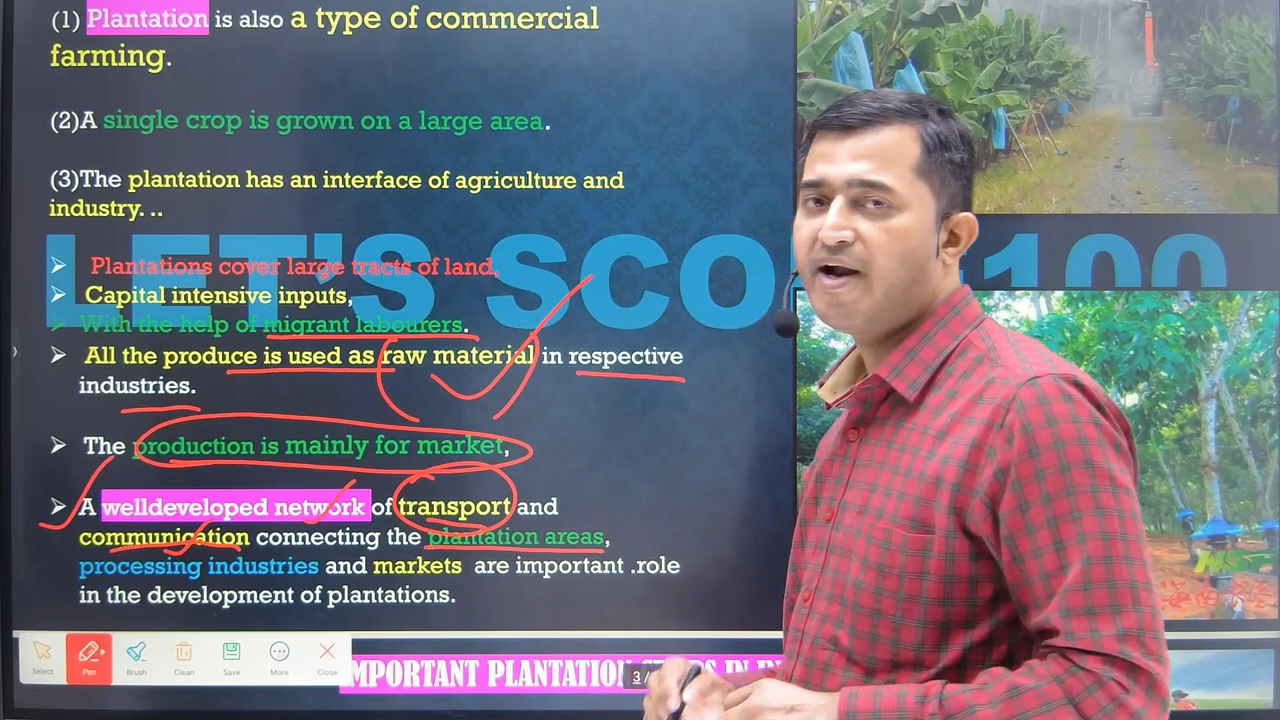 (1) Plantation is also a type of commercial
farming.
(2)A single crop is grown on a large area.
(3)The plantation has an interface of agriculture and
industry. ..
LET'S SCO 100
Plantations cover large tracts of land,
Capital intensive inputs,
With the help of migrant labourers.
All the produce is used as raw material in respective
industries.
The production is mainly for market,
A welldeveloped network of transport and
communication connecting the plantation areas,
processing industries and markets are important .role
in the development of plantations.
Select Pen Brush Clean Save More Close
IMPORTANT PLANTATION IN
3/